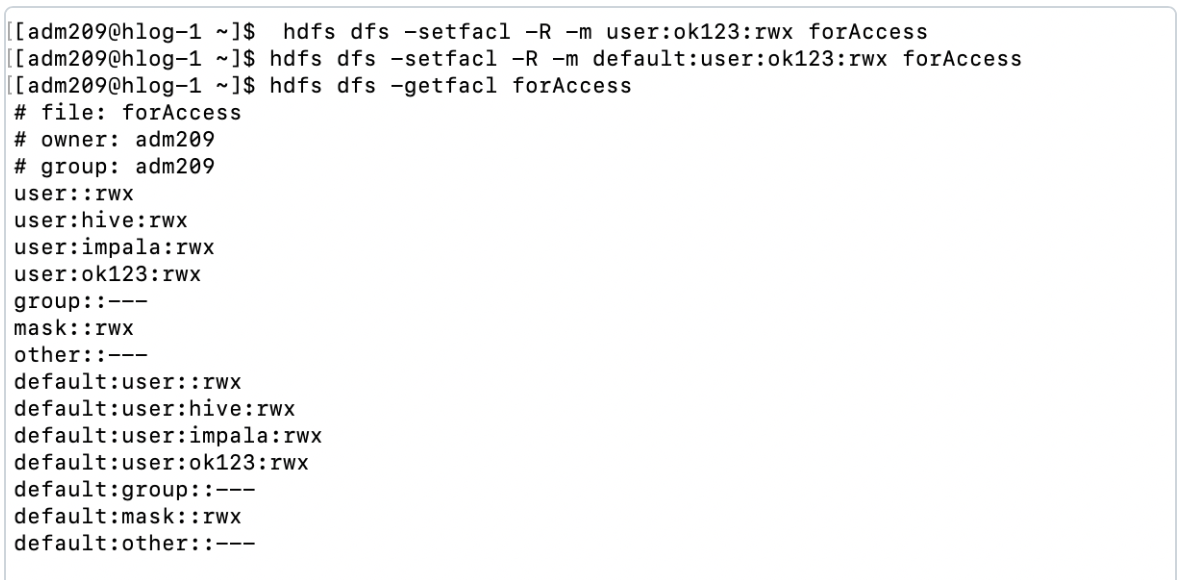 [[adm209@hlog-1 ~]$  hdfs dfs -setfacl -R -m user:ok123:rwx forAccess
[[adm209@hlog-1 ~]$ hdfs dfs -setfacl -R -m default:user:ok123:rwx forAccess
[[adm209@hlog-1 ~]$ hdfs dfs -getfacl forAccess
# file: forAccess
# owner: adm209
# group: adm209
user::rwx
user:hive:rwx
user:impala:rwx
user:ok123:rwx
group::---
mask::rwx
other::---
default:user::rwx
default:user:hive:rwx
default:user:impala:rwx
default:user:ok123:rwx
default:group::---
default:mask::rwx
default:other::---